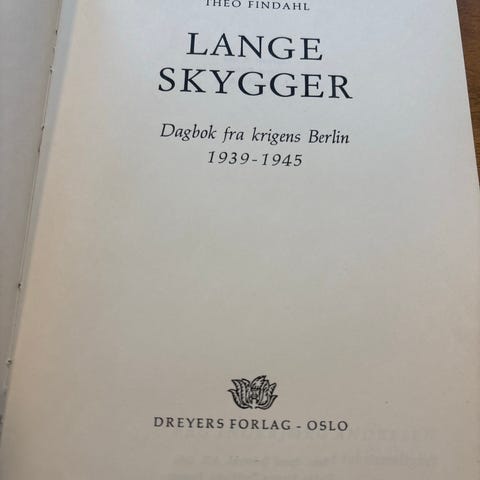 THEO FINDAHL
LANGE
SKYGGER
Dagbok fra krigens Berlin
1939-1945
DREYERS FORLAG - OSLO